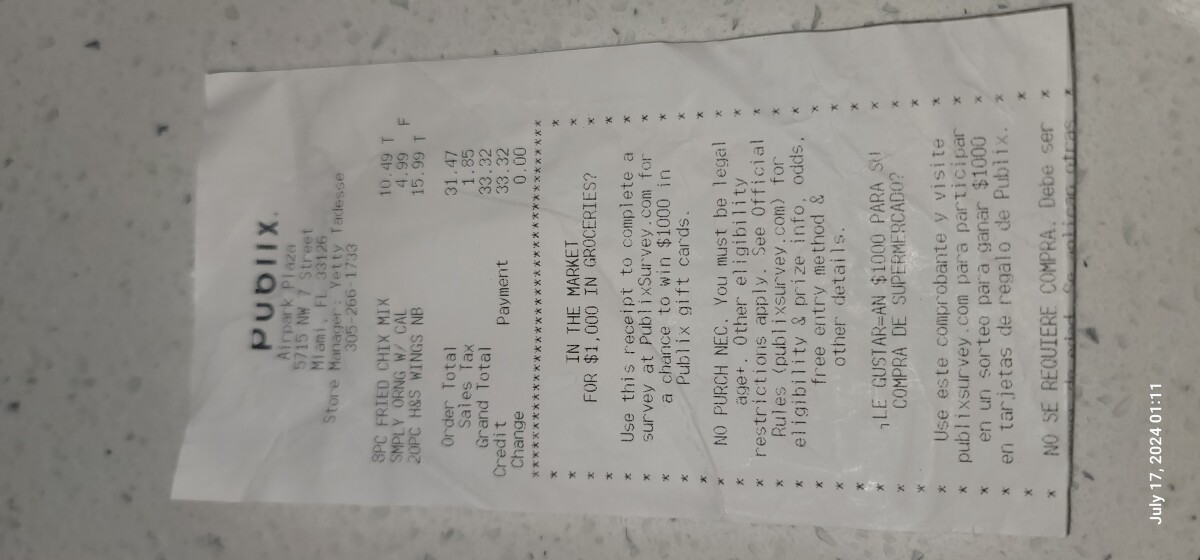 Publix.
Airpark Plaza
5715 NW 7 Street
Miami, FL 33126
Store Manager: Yetty Tadesse
305-266-1733
8PC FRIED CHIX MIX 10.49 T
SMPLY ORNG W/ CAL 4.99 F
20PC H&S WINGS NB 15.99 T
Order Total 31.47
Sales Tax 1.85
Grand Total 33.32
Credit Payment 33.32
Change 0.00
****************************************
* *
* IN THE MARKET *
* FOR $1,000 IN GROCERIES? *
* *
* Use this receipt to complete a *
* survey at PublixSurvey.com for *
* a chance to win $1000 in *
* Publix gift cards. *
* *
* NO PURCH NEC. You must be legal *
* age+. Other eligibility *
* restrictions apply. See Official *
* Rules (publixsurvey.com) for *
* eligibility & prize info, odds, *
* free entry method & *
* other details. *
* *
* ┐LE GUSTAR=AN $1000 PARA SU *
* COMPRA DE SUPERMERCADO? *
* *
* Use este comprobante y visite *
* publixsurvey.com para participar *
* en un sorteo para ganar $1000 *
* en tarjetas de regalo de Publix. *
* *
* NO SE REQUIERE COMPRA. Debe ser *
edad. Se aplican otras *
July 17, 2024 01:11